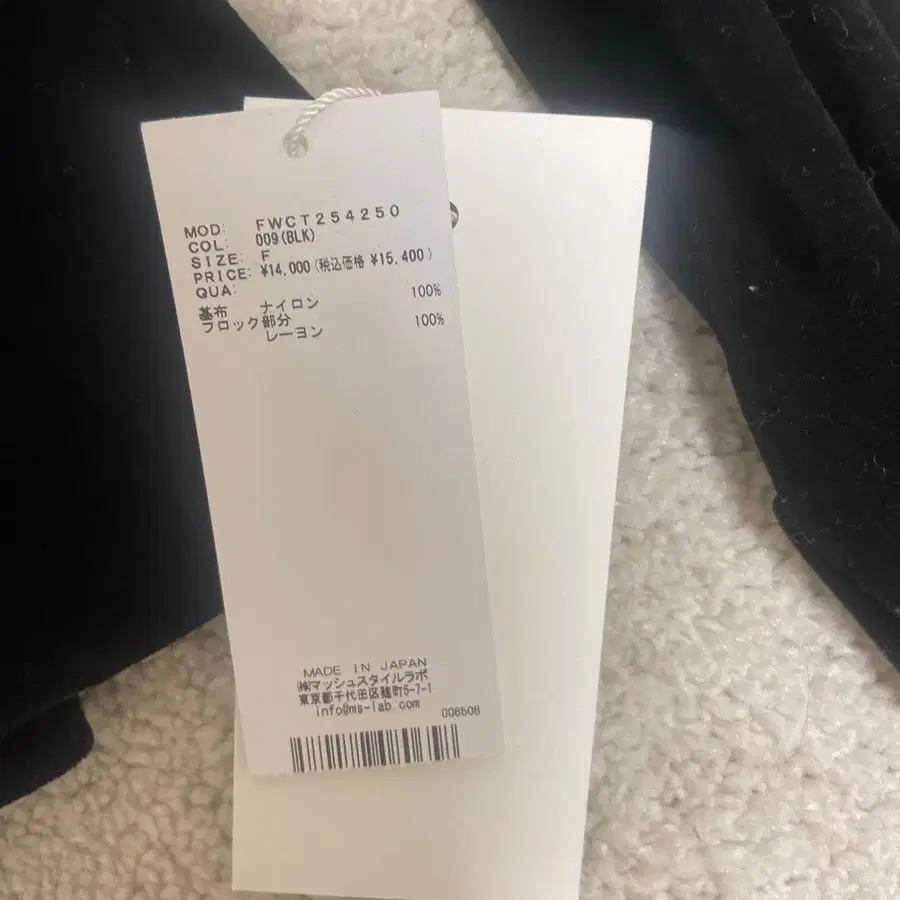 MOD: FWCT254250
COL: 009(BLK)
SIZE: F
PRICE: ¥14,000(税込価格 ¥15,400)
QUA:
基布 ナイロン 100%
フロック部分 100%
レーヨン
MADE IN JAPAN
㈱マッシュスタイルラボ
東京都千代田区麹町5-7-1
info@ms-lab.com
006508